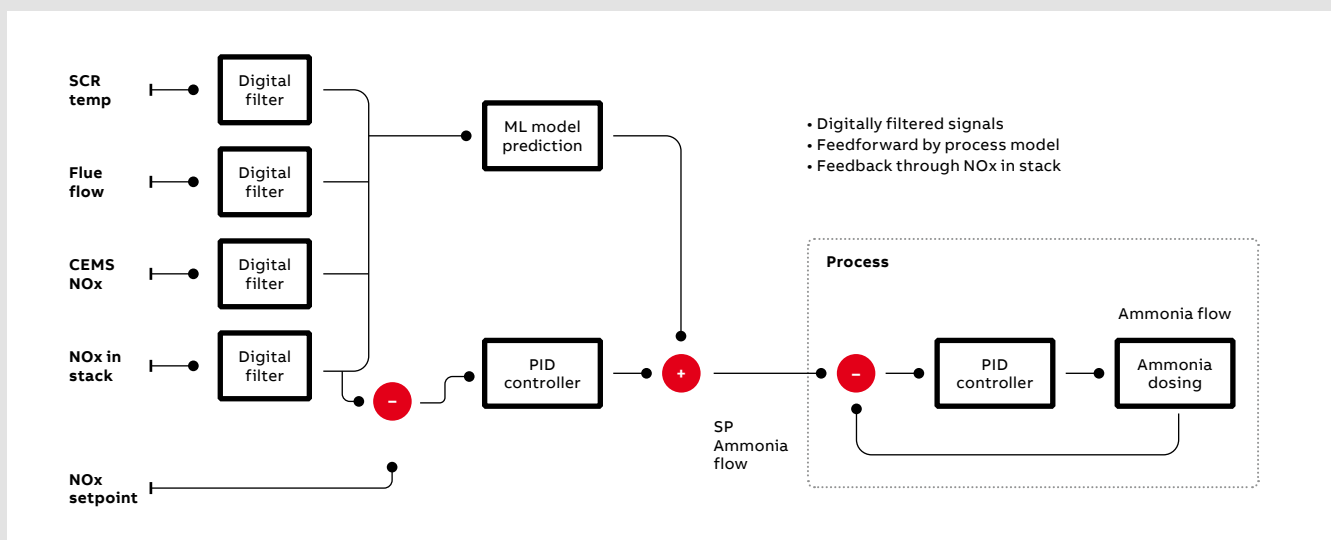 SCR
temp
Digital
filter
ML model
prediction
• Digitally filtered signals
• Feedforward by process model
• Feedback through NOx in stack
Flue
flow
Digital
filter
CEMS
NOx
Digital
filter
Process
NOx in
stack
Digital
filter
–
PID
controller
+
SP
Ammonia
flow
–
PID
controller
Ammonia flow
Ammonia
dosing
NOx
setpoint